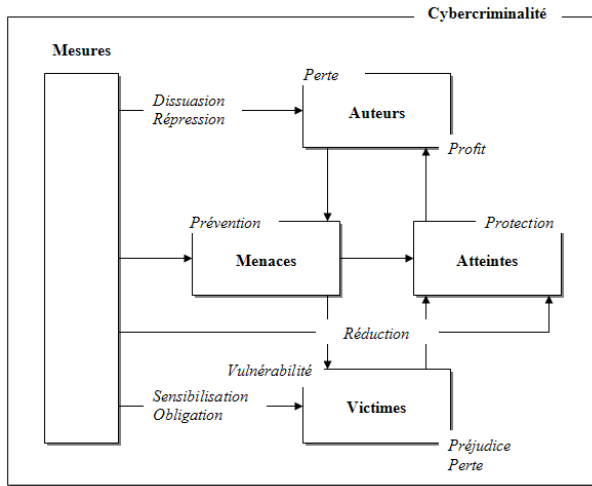 Cybercriminalité
Mesures
Perte
Dissuasion
Répression
Auteurs
Profit
Prévention
Protection
Menaces
Atteintes
Réduction
Vulnérabilité
Sensibilisation
Obligation
Victimes
Préjudice
Perte